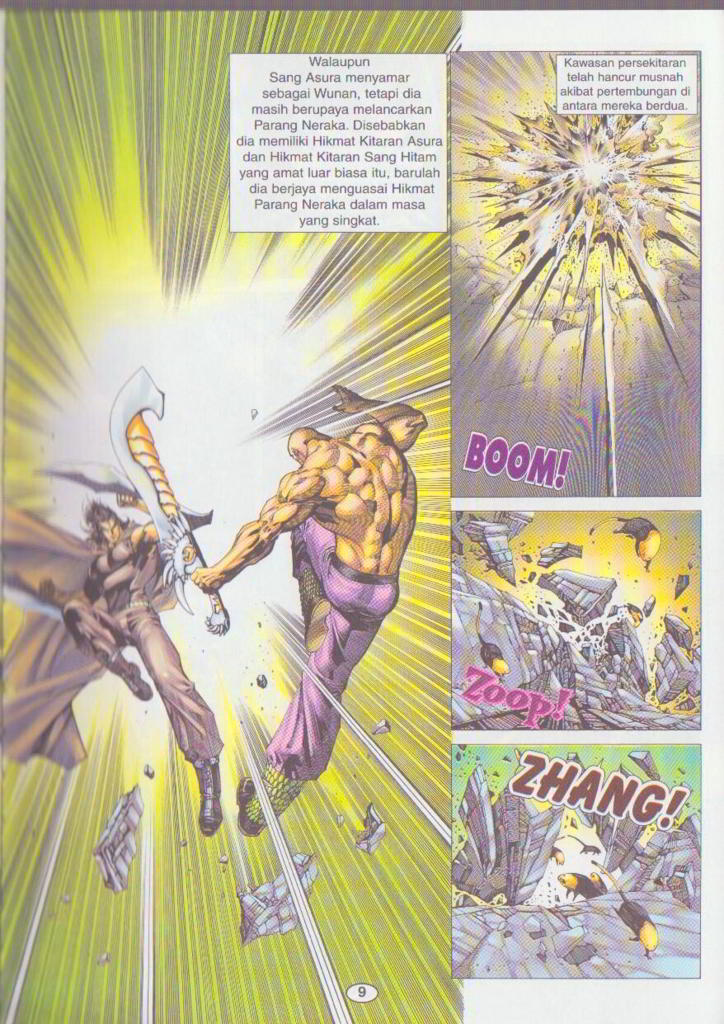 Walaupun
Sang Asura menyamar
sebagai Wunan, tetapi dia
masih berupaya melancarkan
Parang Neraka. Disebabkan
dia memiliki Hikmat Kitaran Asura
dan Hikmat Kitaran Sang Hitam
yang amat luar biasa itu, barulah
dia berjaya menguasai Hikmat
Parang Neraka dalam masa
yang singkat.
Kawasan persekitaran
telah hancur musnah
akibat pertembungan di
antara mereka berdua.
BOOM!
Zoop!
ZHANG!
9